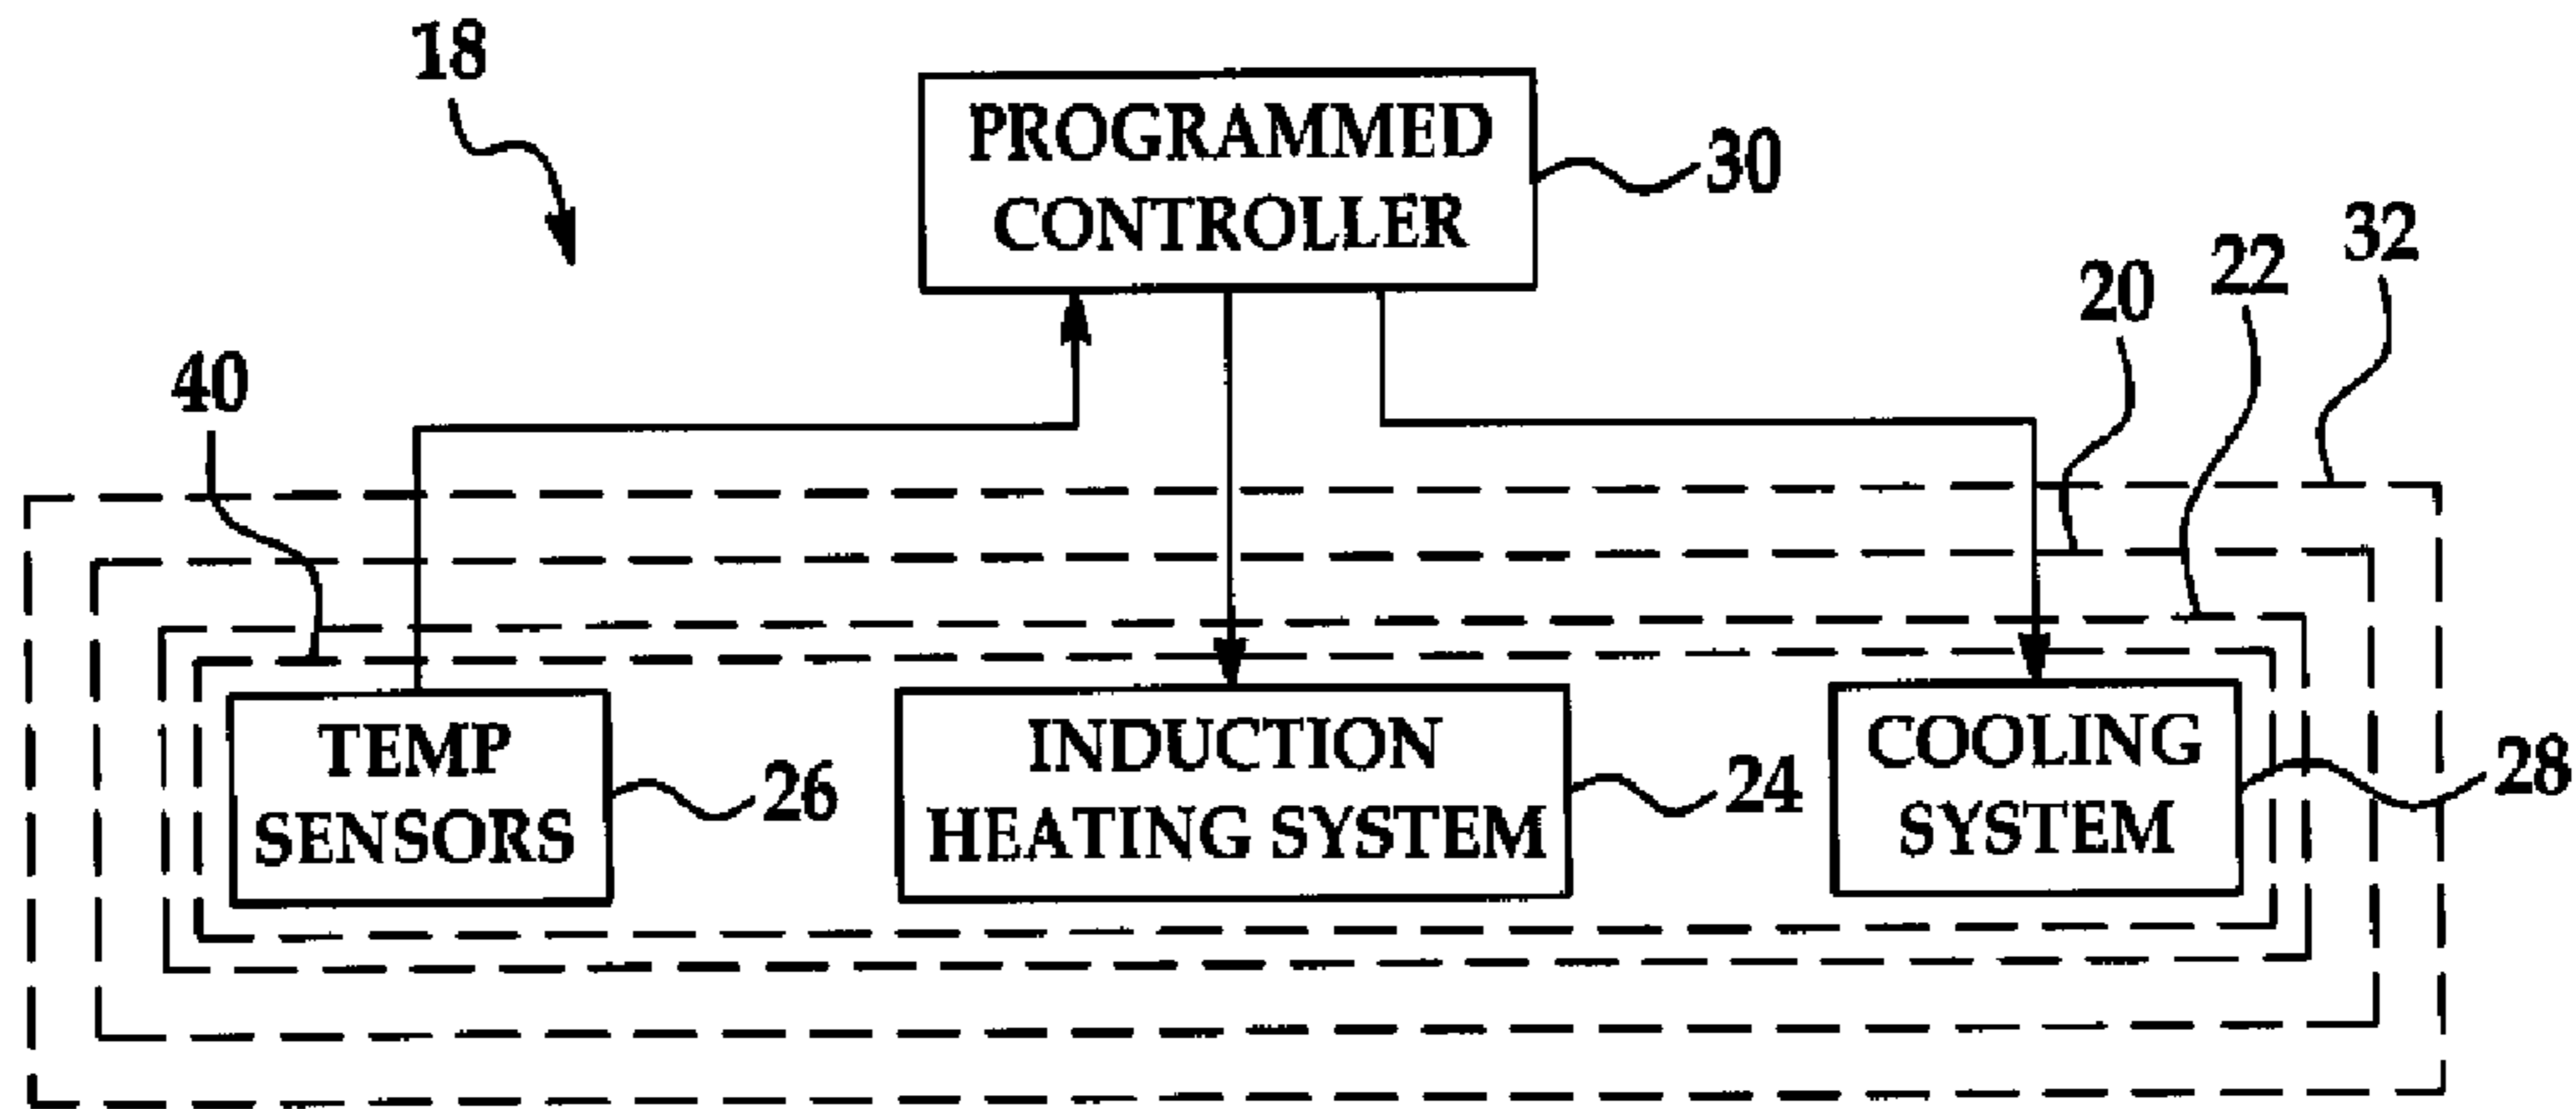 18
PROGRAMMED
CONTROLLER
30
32
22
20
40
TEMP
SENSORS
26
INDUCTION
HEATING SYSTEM
24
COOLING
SYSTEM
28